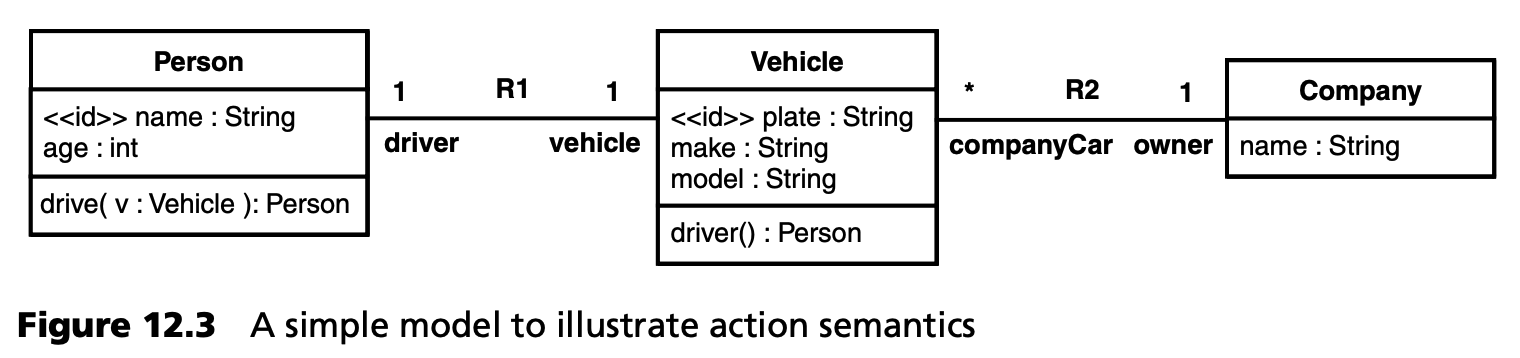 Person
<<id>> name : String
age : int
drive( v : Vehicle ): Person
1 R1 1
driver vehicle
Vehicle
<<id>> plate : String
make : String
model : String
driver() : Person
* R2 1
companyCar owner
Company
name : String
Figure 12.3 A simple model to illustrate action semantics